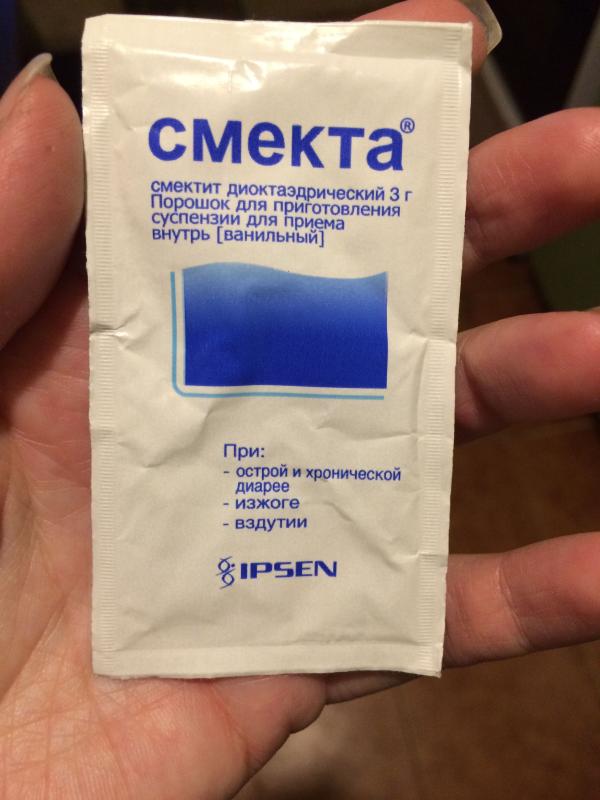 смекта®
смектит диоктаэдрический 3 г
Порошок для приготовления
суспензии для приема
внутрь [ванильный]
При:
- острой и хронической
диарее
- изжоге
- вздутии
IPSEN